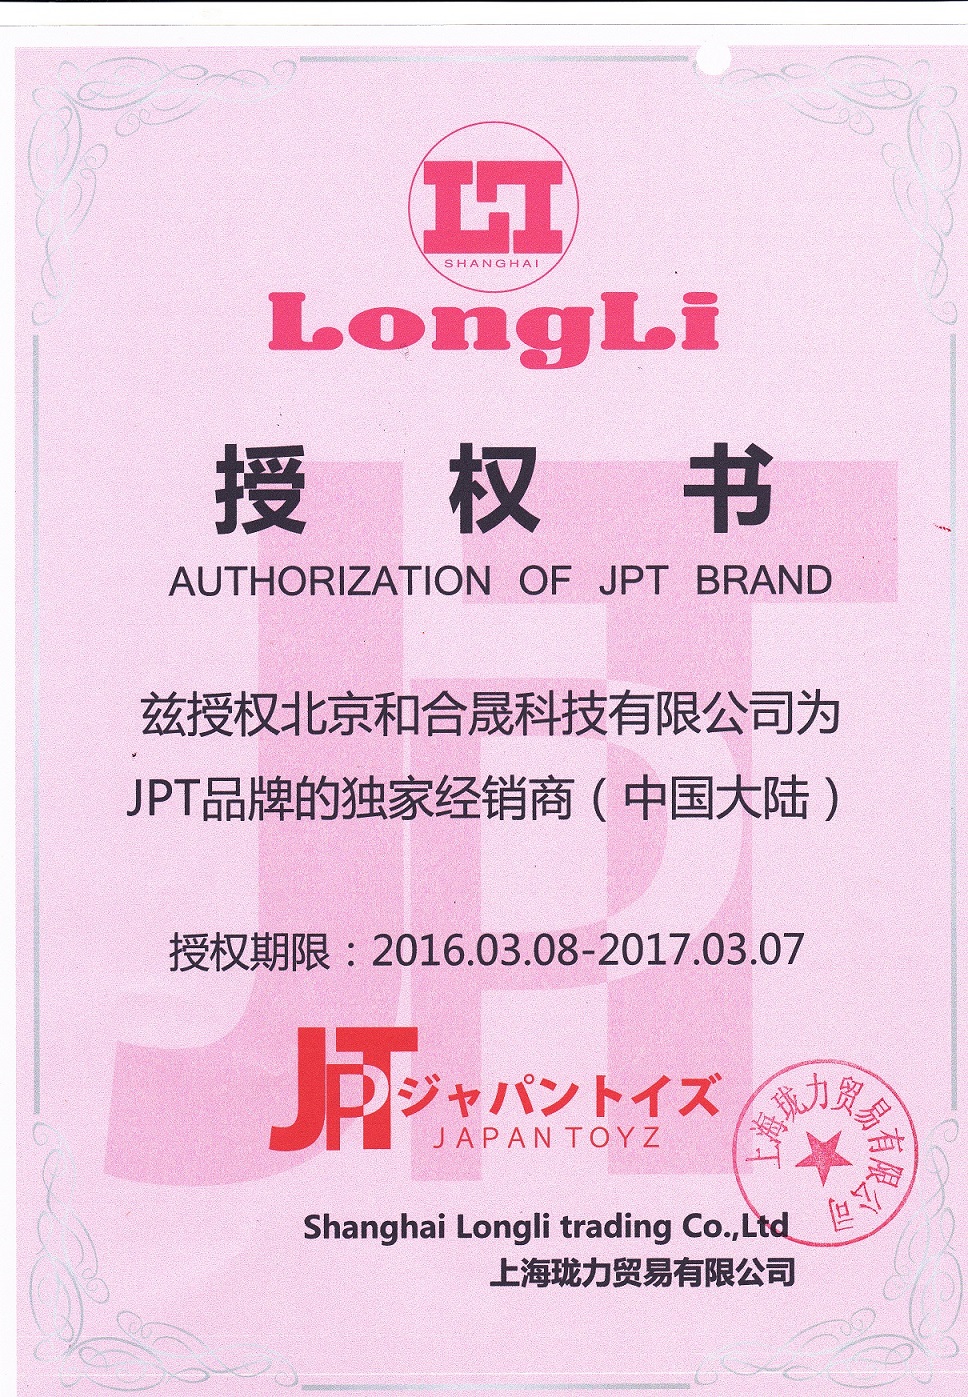 LI
SHANGHAI
LongLi
授 权 书
AUTHORIZATION OF JPT BRAND
兹授权北京和合晟科技有限公司为
JPT品牌的独家经销商（中国大陆）
授权期限：2016.03.08-2017.03.07
JPT ジャパントイズ
JAPAN TOYZ
上海珑力贸易有限公司
Shanghai Longli trading Co.,Ltd
上海珑力贸易有限公司